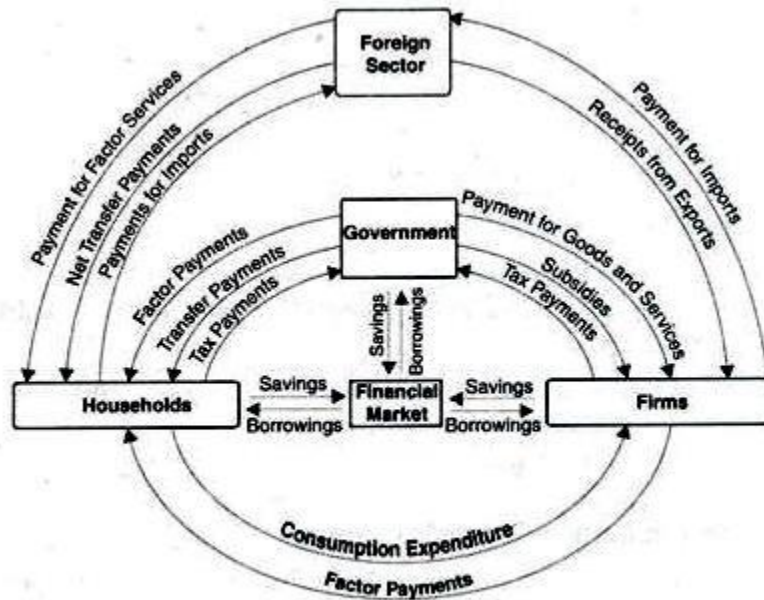 Foreign
Sector
Payment for Factor Services
Net Transfer Payments
Payments for Imports
Receipts from Exports
Payment for Imports
Government
Factor Payments
Transfer Payments
Tax Payments
Payment for Goods and Services
Subsidies
Tax Payments
Savings
Borrowings
Households
Savings
Borrowings
Financial
Market
Savings
Borrowings
Firms
Consumption Expenditure
Factor Payments